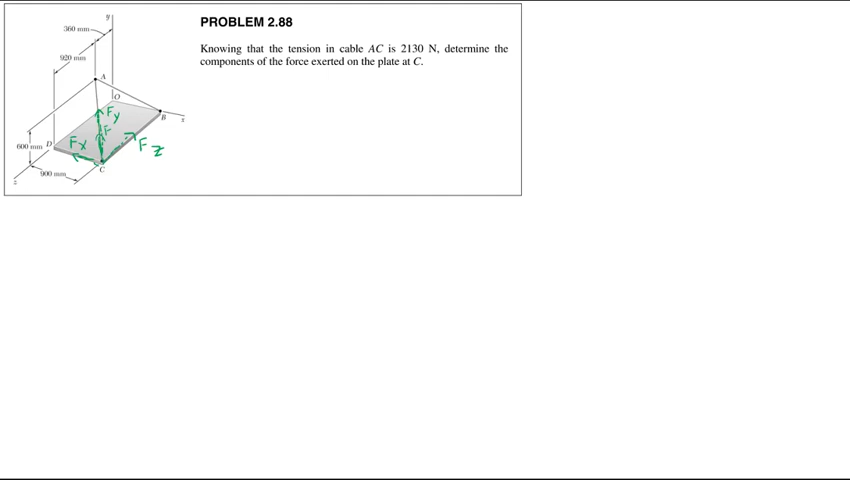 PROBLEM 2.88
Knowing that the tension in cable AC is 2130 N, determine the
components of the force exerted on the plate at C.
y
360 mm
920 mm
A
O
B
Fy
F
Fx
Fz
D
600 mm
C
900 mm
z